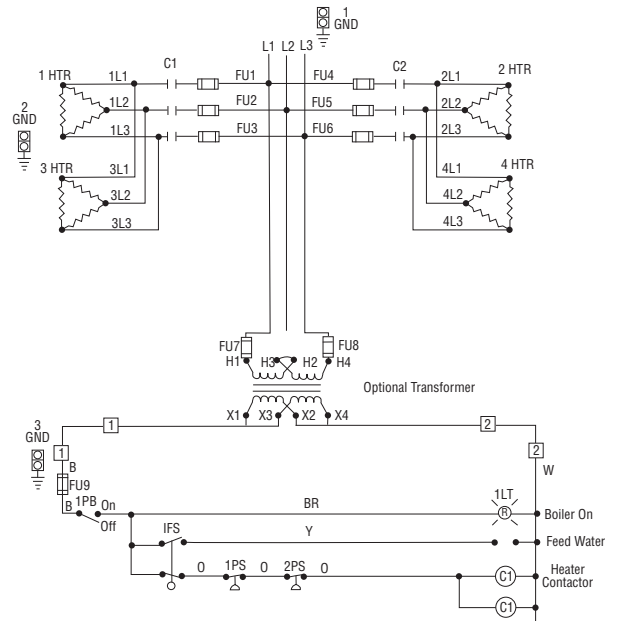 1
GND
L1 L2 L3
C1 C2
1 HTR 1L1 FU1 FU4 2L1 2 HTR
1L2 FU2 FU5 2L2
2
GND
1L3 FU3 FU6 2L3
3 HTR 3L1 4L1 4 HTR
3L2 4L2
3L3 4L3
FU7 FU8
H1 H3 H2 H4
Optional Transformer
X1 X3 X2 X4
1 2
3
GND
1 2
B W
FU9
B 1PB On BR 1LT R Boiler On
Off
IFS Y Feed Water
O 1PS O 2PS O C1 Heater
Contactor
C1